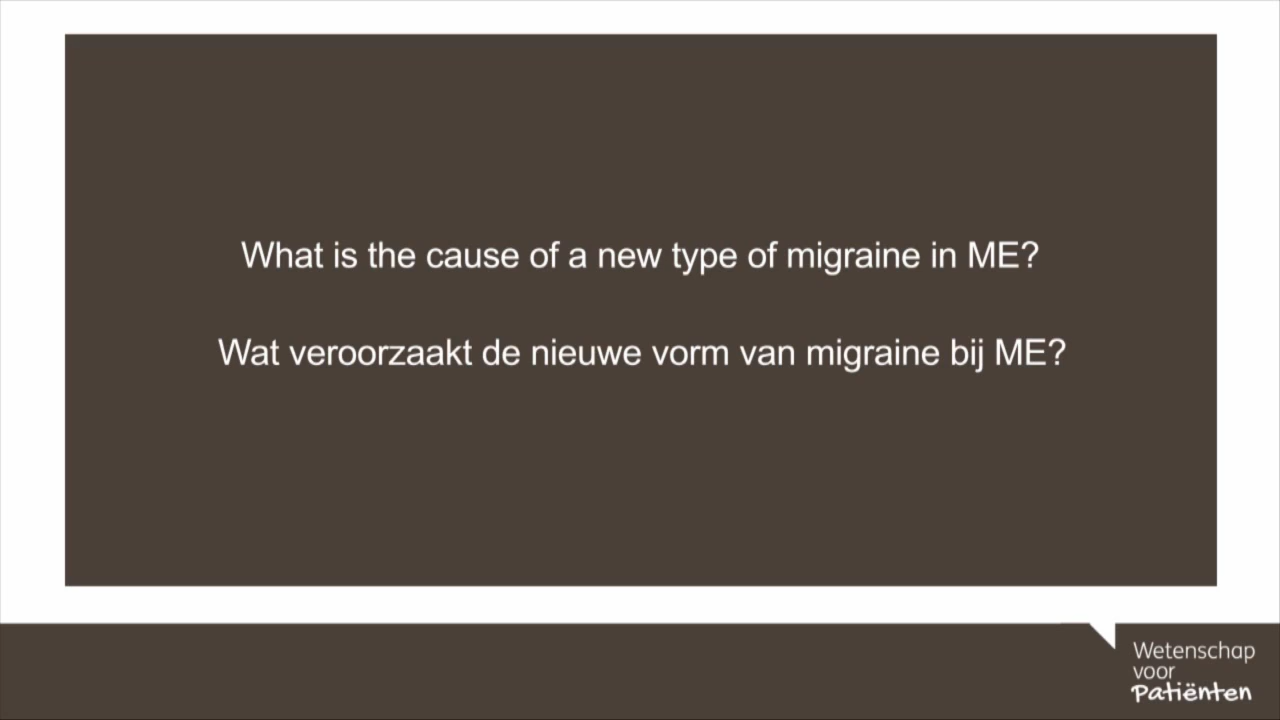 What is the cause of a new type of migraine in ME?
Wat veroorzaakt de nieuwe vorm van migraine bij ME?
Wetenschap
voor
Patiënten